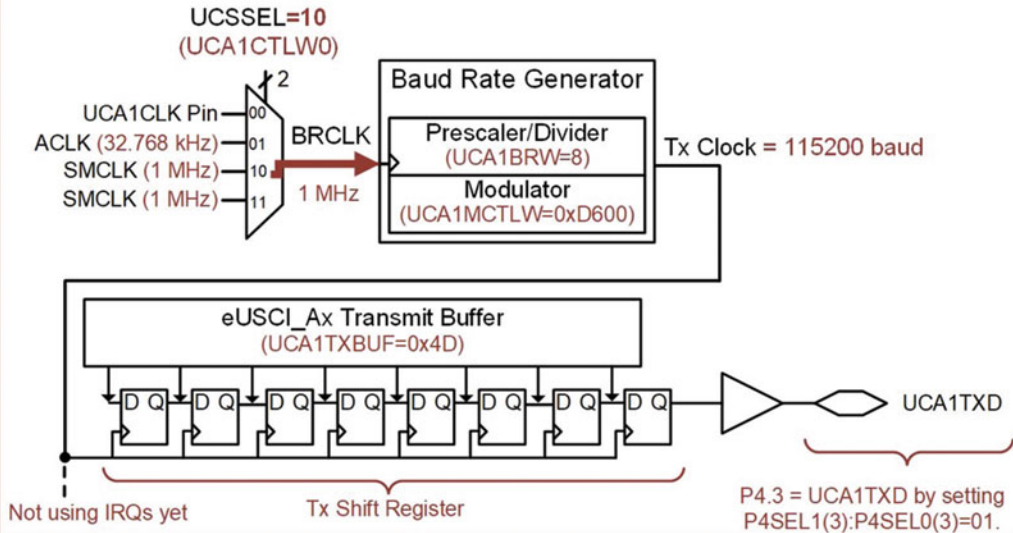 UCSSEL=10
(UCA1CTLW0)
2
UCA1CLK Pin
00
ACLK (32.768 kHz)
01
SMCLK (1 MHz)
10
SMCLK (1 MHz)
11
BRCLK
1 MHz
Baud Rate Generator
Prescaler/Divider
(UCA1BRW=8)
Modulator
(UCA1MCTLW=0xD600)
Tx Clock = 115200 baud
eUSCI_Ax Transmit Buffer
(UCA1TXBUF=0x4D)
D Q D Q D Q D Q D Q D Q D Q D Q
UCA1TXD
Not using IRQs yet
Tx Shift Register
P4.3 = UCA1TXD by setting
P4SEL1(3):P4SEL0(3)=01.